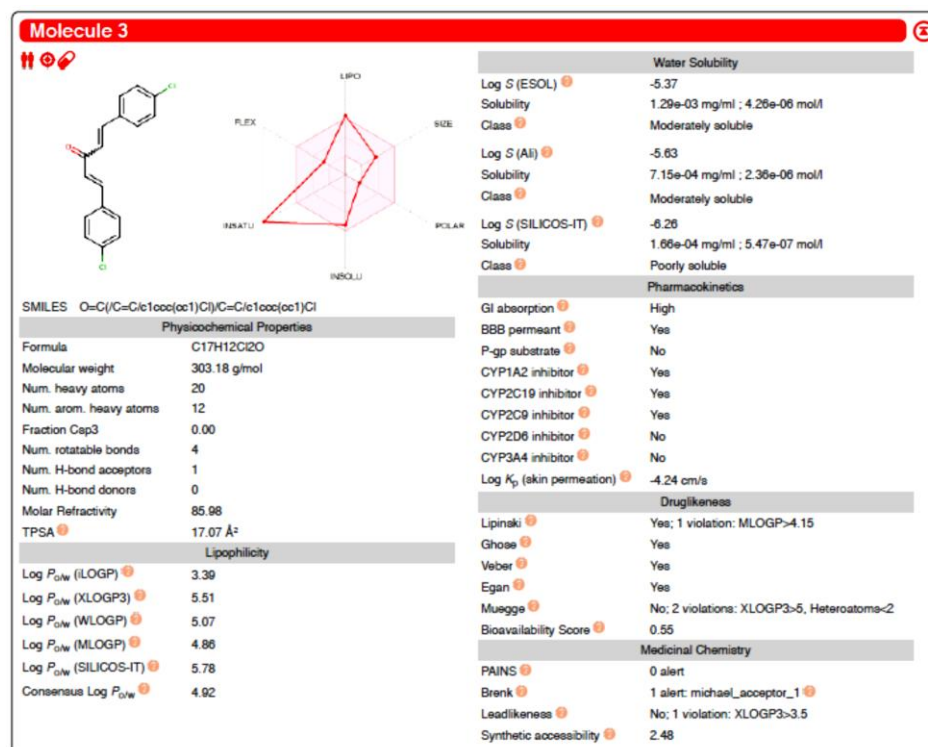 Molecule 3
Cl
O
Cl
LIPO
FLEX
SIZE
INSATU
POLAR
INSOLU
SMILES O=C(/C=C/c1ccc(cc1)Cl)/C=C/c1ccc(cc1)Cl
Physicochemical Properties
Formula C17H12Cl2O
Molecular weight 303.18 g/mol
Num. heavy atoms 20
Num. arom. heavy atoms 12
Fraction Csp3 0.00
Num. rotatable bonds 4
Num. H-bond acceptors 1
Num. H-bond donors 0
Molar Refractivity 85.98
TPSA ? 17.07 Å²
Lipophilicity
Log Po/w (iLOGP) ? 3.39
Log Po/w (XLOGP3) ? 5.51
Log Po/w (WLOGP) ? 5.07
Log Po/w (MLOGP) ? 4.86
Log Po/w (SILICOS-IT) ? 5.78
Consensus Log Po/w ? 4.92
Water Solubility
Log S (ESOL) ? -5.37
Solubility 1.29e-03 mg/ml ; 4.26e-06 mol/l
Class ? Moderately soluble
Log S (Ali) ? -5.63
Solubility 7.15e-04 mg/ml ; 2.36e-06 mol/l
Class ? Moderately soluble
Log S (SILICOS-IT) ? -6.26
Solubility 1.66e-04 mg/ml ; 5.47e-07 mol/l
Class ? Poorly soluble
Pharmacokinetics
GI absorption ? High
BBB permeant ? Yes
P-gp substrate ? No
CYP1A2 inhibitor ? Yes
CYP2C19 inhibitor ? Yes
CYP2C9 inhibitor ? Yes
CYP2D6 inhibitor ? No
CYP3A4 inhibitor ? No
Log Kp (skin permeation) ? -4.24 cm/s
Druglikeness
Lipinski ? Yes; 1 violation: MLOGP>4.15
Ghose ? Yes
Veber ? Yes
Egan ? Yes
Muegge ? No; 2 violations: XLOGP3>5, Heteroatoms<2
Bioavailability Score ? 0.55
Medicinal Chemistry
PAINS ? 0 alert
Brenk ? 1 alert: michael_acceptor_1 ?
Leadlikeness ? No; 1 violation: XLOGP3>3.5
Synthetic accessibility ? 2.48